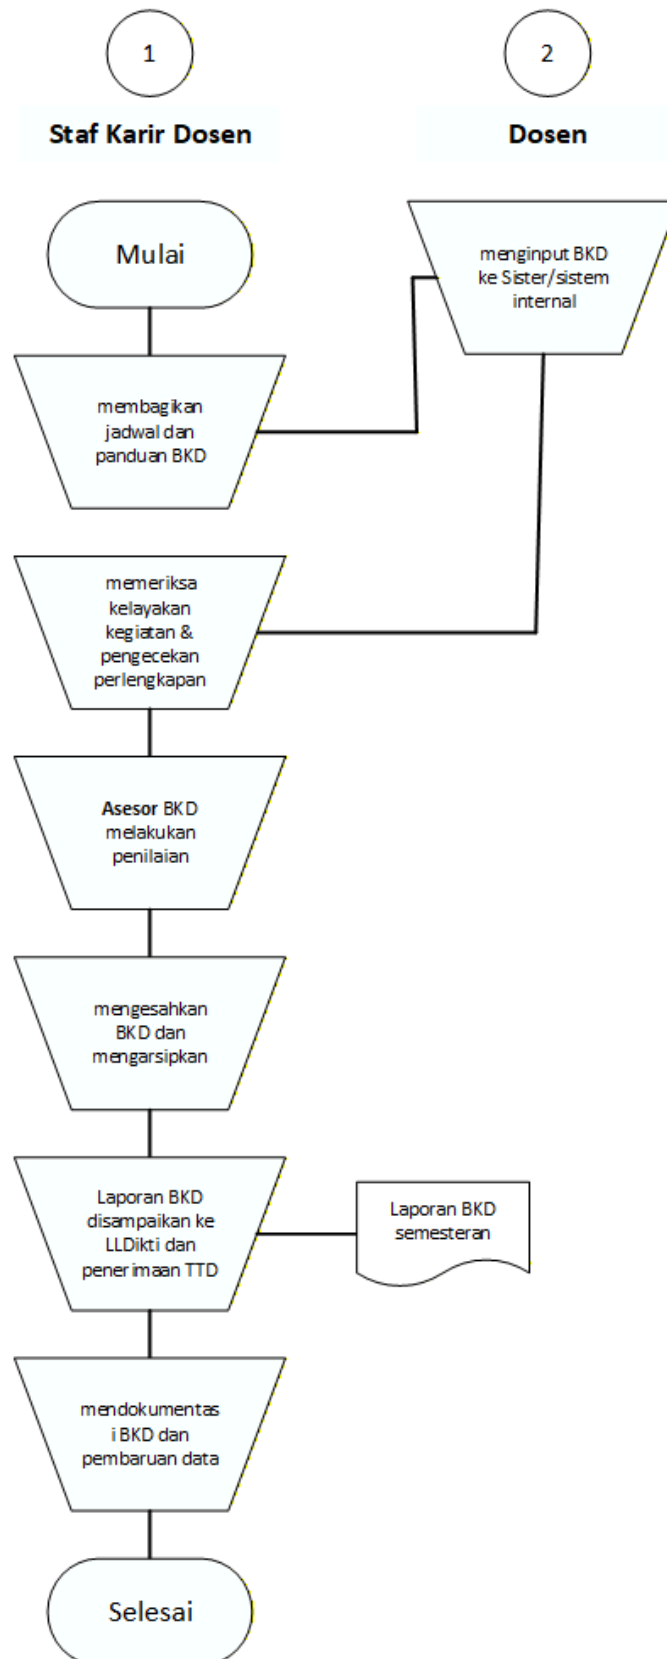 1
2
Staf Karir Dosen
Dosen
Mulai
menginput BKD
ke Sister/sistem
internal
membagikan
jadwal dan
panduan BKD
memeriksa
kelayakan
kegiatan &
pengecekan
perlengkapan
Asesor BKD
melakukan
penilaian
mengesahkan
BKD dan
mengarsipkan
Laporan BKD
disampaikan ke
LLDikti dan
penerimaan TTD
Laporan BKD
semesteran
mendokumentas
i BKD dan
pembaruan data
Selesai